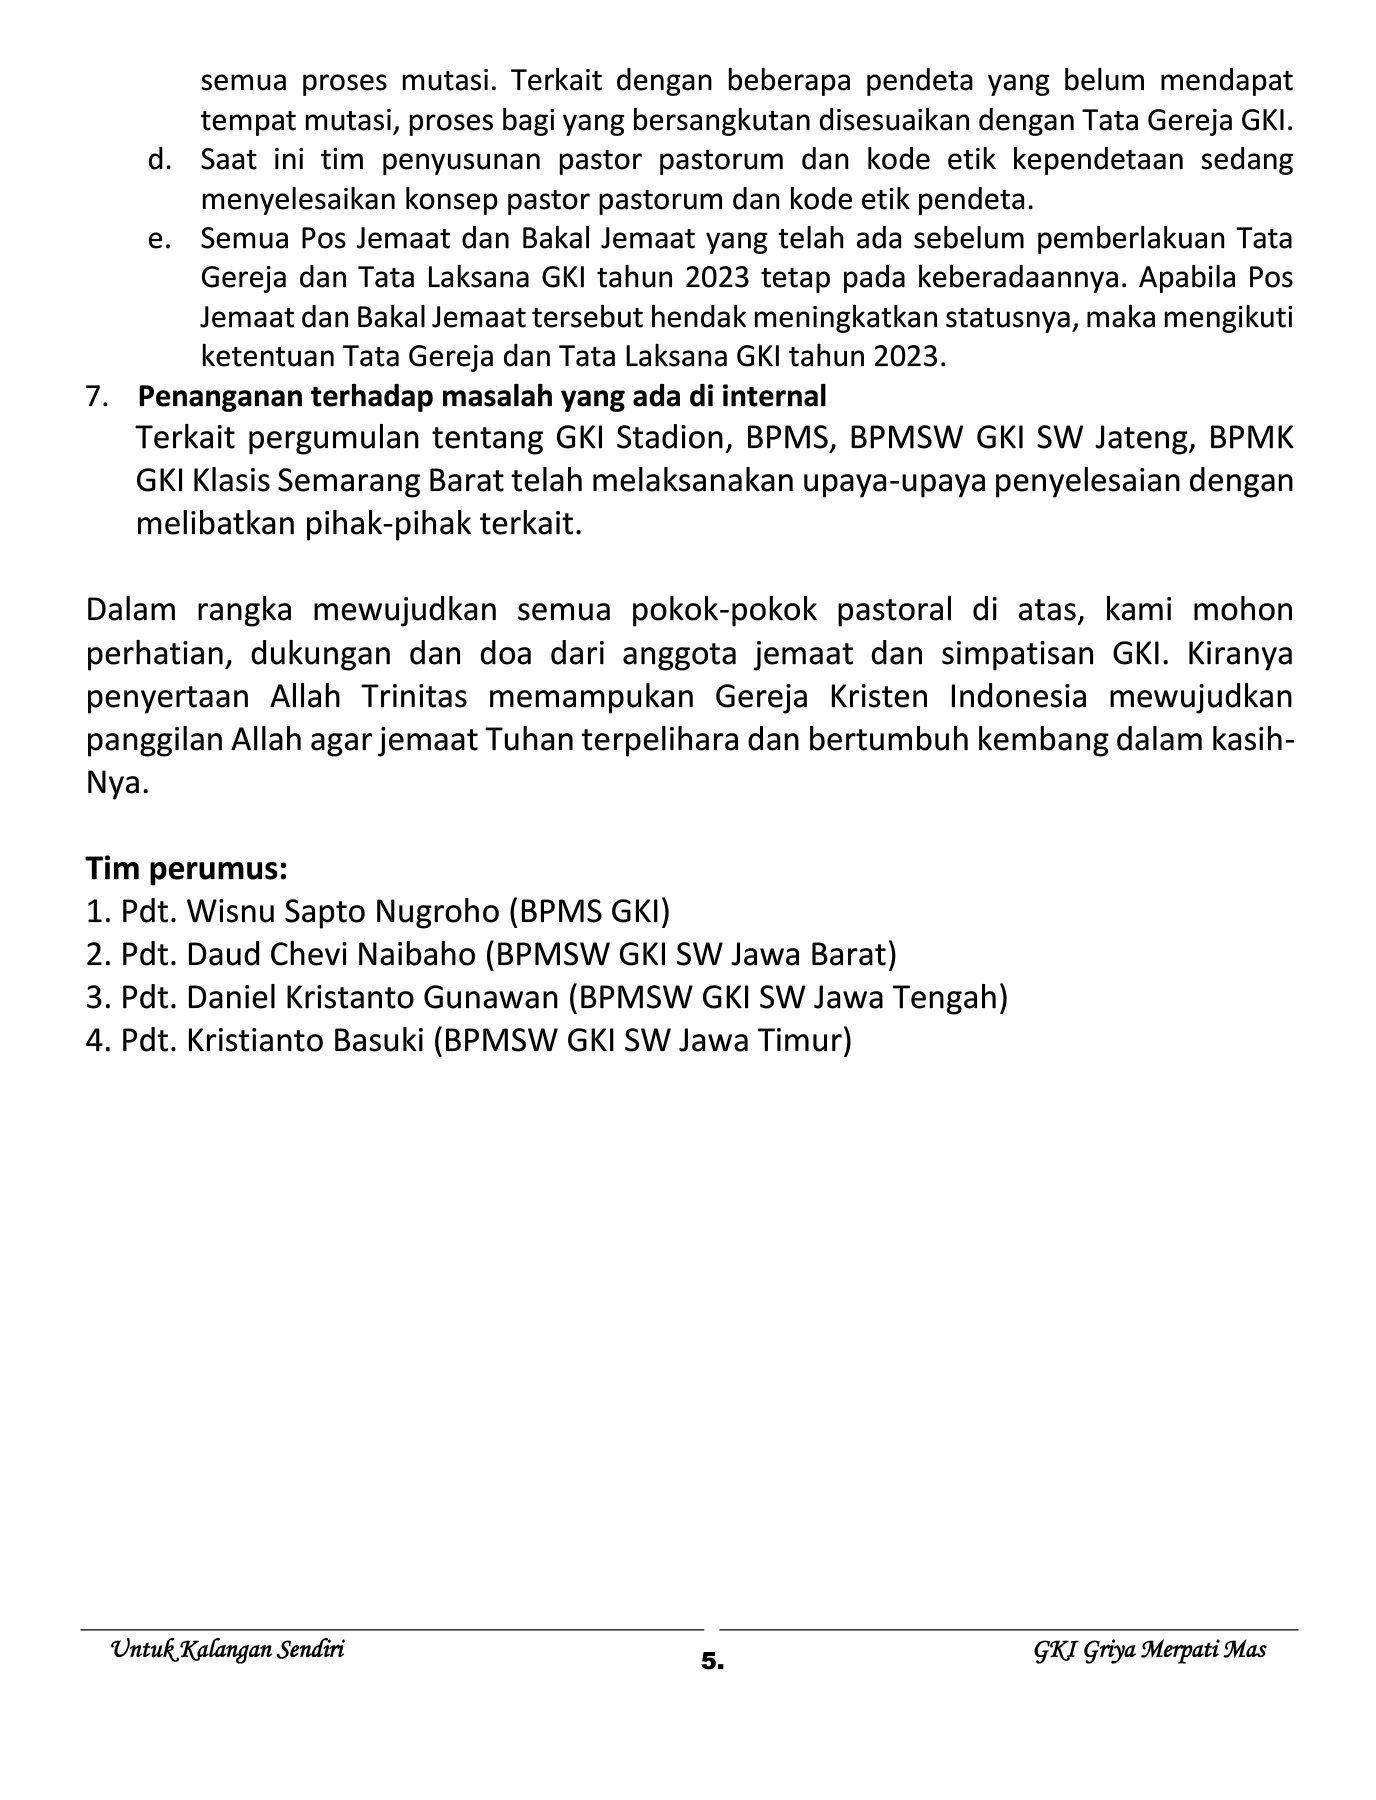 semua proses mutasi. Terkait dengan beberapa pendeta yang belum mendapat
tempat mutasi, proses bagi yang bersangkutan disesuaikan dengan Tata Gereja GKI.
d. Saat ini tim penyusunan pastor pastorum dan kode etik kependetaan sedang
menyelesaikan konsep pastor pastorum dan kode etik pendeta.
e. Semua Pos Jemaat dan Bakal Jemaat yang telah ada sebelum pemberlakuan Tata
Gereja dan Tata Laksana GKI tahun 2023 tetap pada keberadaannya. Apabila Pos
Jemaat dan Bakal Jemaat tersebut hendak meningkatkan statusnya, maka mengikuti
ketentuan Tata Gereja dan Tata Laksana GKI tahun 2023.
7. Penanganan terhadap masalah yang ada di internal
Terkait pergumulan tentang GKI Stadion, BPMS, BPMSW GKI SW Jateng, BPMK
GKI Klasis Semarang Barat telah melaksanakan upaya-upaya penyelesaian dengan
melibatkan pihak-pihak terkait.
Dalam rangka mewujudkan semua pokok-pokok pastoral di atas, kami mohon
perhatian, dukungan dan doa dari anggota jemaat dan simpatisan GKI. Kiranya
penyertaan Allah Trinitas memampukan Gereja Kristen Indonesia mewujudkan
panggilan Allah agar jemaat Tuhan terpelihara dan bertumbuh kembang dalam kasih-
Nya.
Tim perumus:
1. Pdt. Wisnu Sapto Nugroho (BPMS GKI)
2. Pdt. Daud Chevi Naibaho (BPMSW GKI SW Jawa Barat)
3. Pdt. Daniel Kristanto Gunawan (BPMSW GKI SW Jawa Tengah)
4. Pdt. Kristianto Basuki (BPMSW GKI SW Jawa Timur)
Untuk Kalangan Sendiri
5.
GKI Griya Merpati Mas